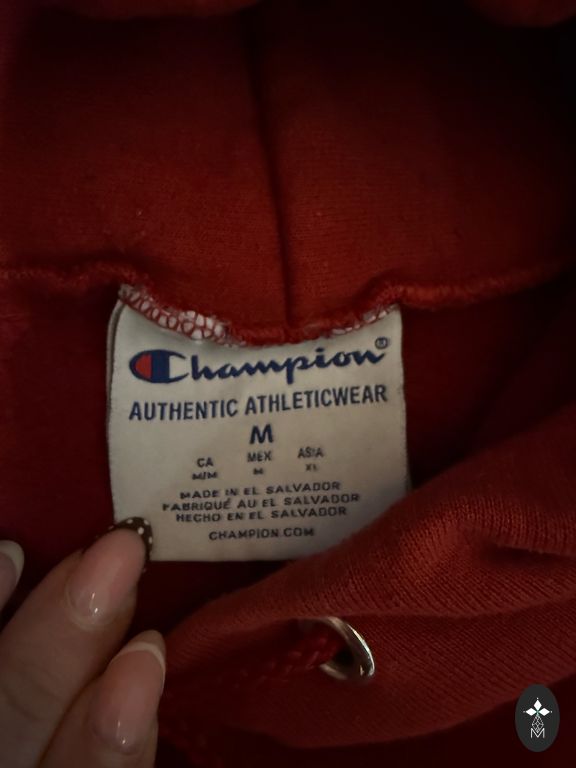 Champion®
AUTHENTIC ATHLETICWEAR
M
CA MEX ASIA
M/M M XL
MADE IN EL SALVADOR
FABRIQUÉ AU EL SALVADOR
HECHO EN EL SALVADOR
CHAMPION.COM
M